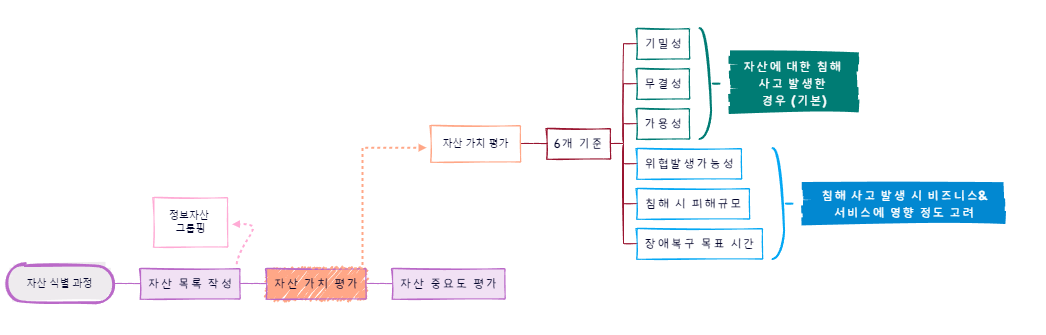 기밀성
무결성
가용성
자산에 대한 침해
사고 발생한
경우 (기본)
자산 가치 평가
6개 기준
위협발생가능성
침해 시 피해규모
장애복구 목표 시간
침해 사고 발생 시 비즈니스&
서비스에 영향 정도 고려
정보자산
그룹핑
자산 식별 과정
자산 목록 작성
자산 가치 평가
자산 중요도 평가